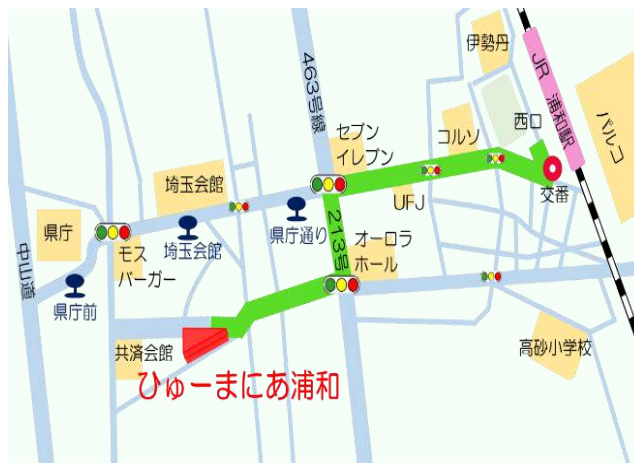 伊勢丹
JR 浦和駅
パルコ
463号線
セブン
イレブン
コルソ
西口
交番
埼玉会館
UFJ
県庁
モス
バーガー
埼玉会館
県庁通り
213号
オーロラ
ホール
中山道
県庁前
共済会館
高砂小学校
ひゅーまにあ浦和